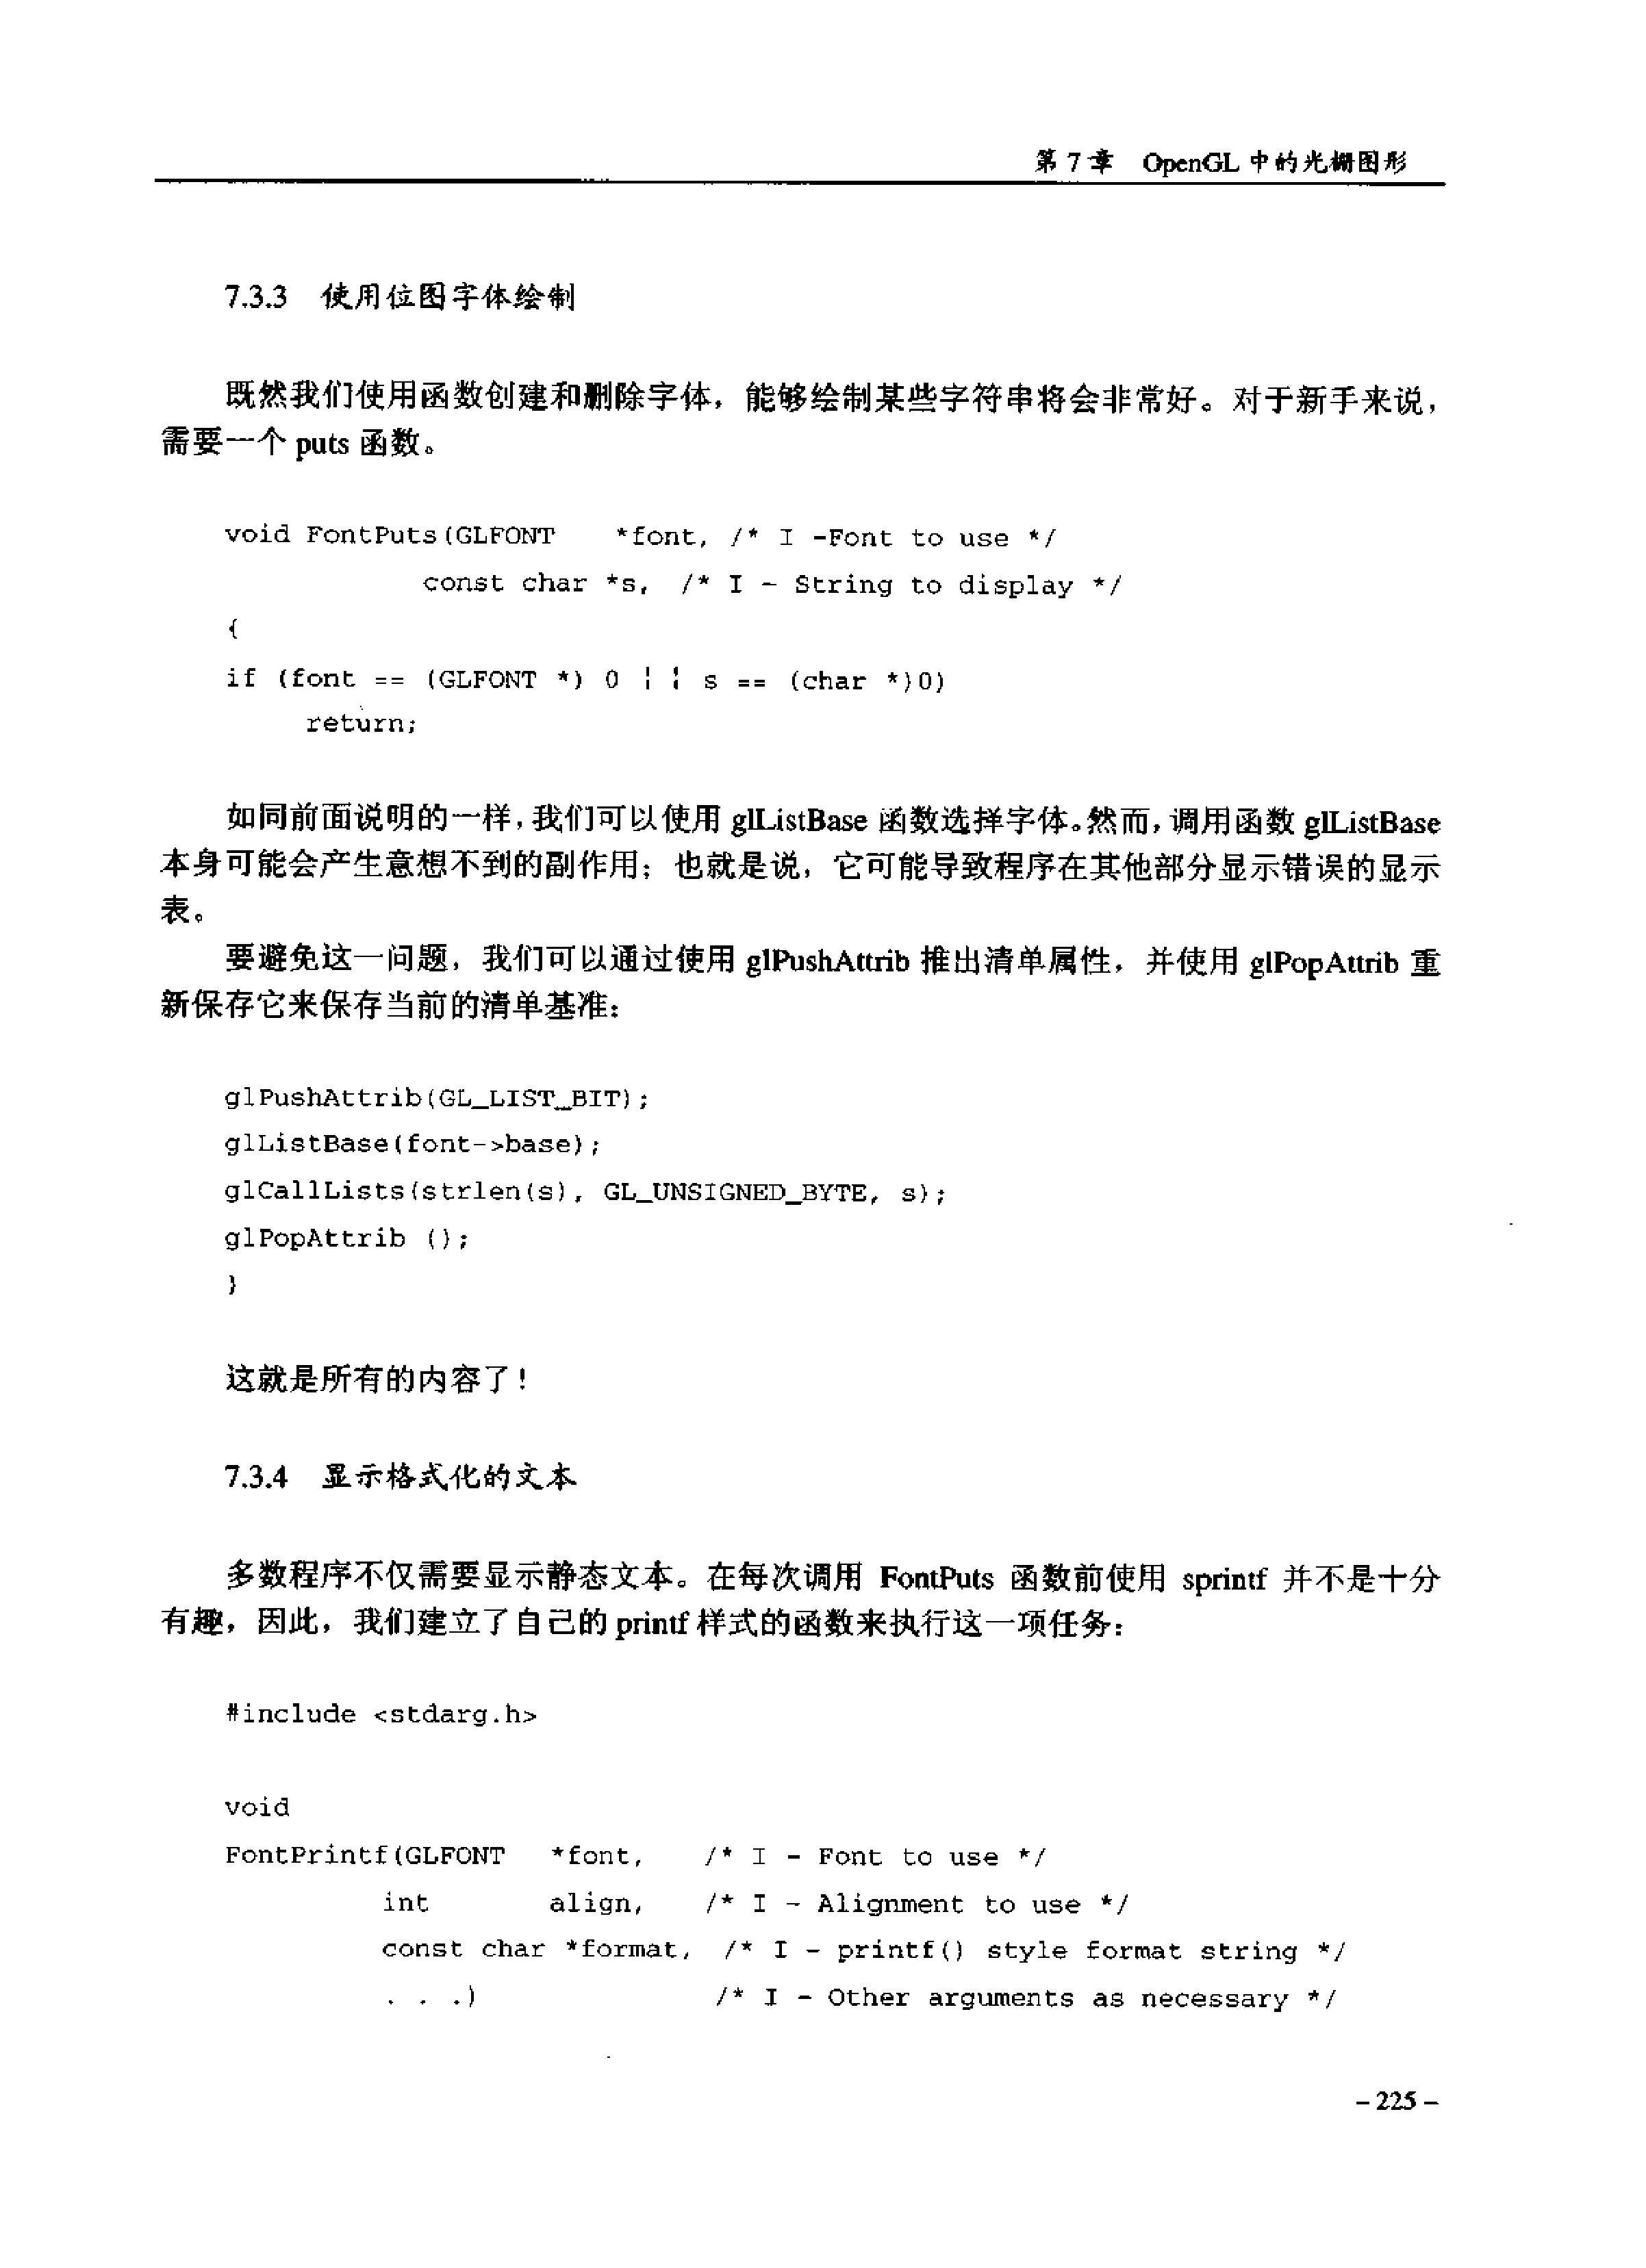 第 7 章 OpenGL 中的光栅图形
7.3.3 使用位图字体绘制
既然我们使用函数创建和删除字体，能够绘制某些字符串将会非常好。对于新手来说，
需要一个 puts 函数。
void FontPuts(GLFONT *font, /* I -Font to use */
const char *s, /* I - String to display */
{
if (font == (GLFONT *) 0 ¦ ¦ s == (char *)0)
return;
如同前面说明的一样，我们可以使用 glListBase 函数选择字体。然而，调用函数 glListBase
本身可能会产生意想不到的副作用；也就是说，它可能导致程序在其他部分显示错误的显示
表。
要避免这一问题，我们可以通过使用 glPushAttrib 推出清单属性，并使用 glPopAttrib 重
新保存它来保存当前的清单基准：
glPushAttrib(GL_LIST_BIT);
glListBase(font->base);
glCallLists(strlen(s), GL_UNSIGNED_BYTE, s);
glPopAttrib ();
}
这就是所有的内容了！
7.3.4 显示格式化的文本
多数程序不仅需要显示静态文本。在每次调用 FontPuts 函数前使用 sprintf 并不是十分
有趣，因此，我们建立了自己的 printf 样式的函数来执行这一项任务：
#include <stdarg.h>
void
FontPrintf(GLFONT *font, /* I - Font to use */
int align, /* I - Alignment to use */
const char *format, /* I - printf() style format string */
. . .) /* I - Other arguments as necessary */
– 225 –